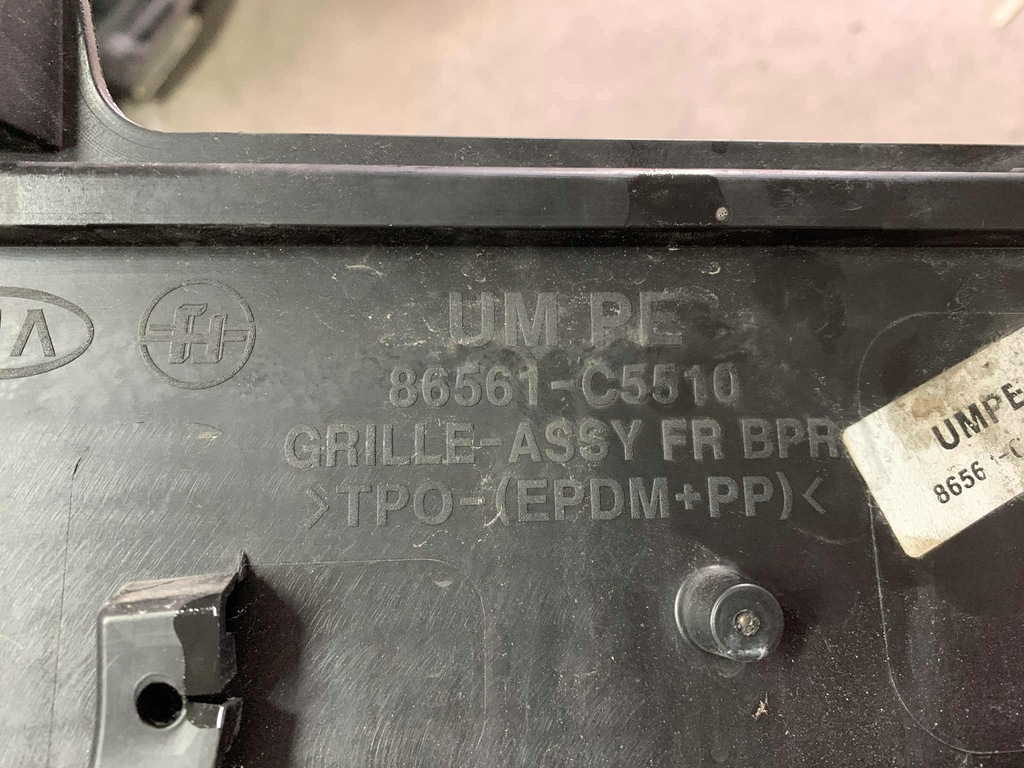 UM PE
86561-C5510
GRILLE-ASSY FR BPR
>TPO-(EPDM+PP)<
UMPE